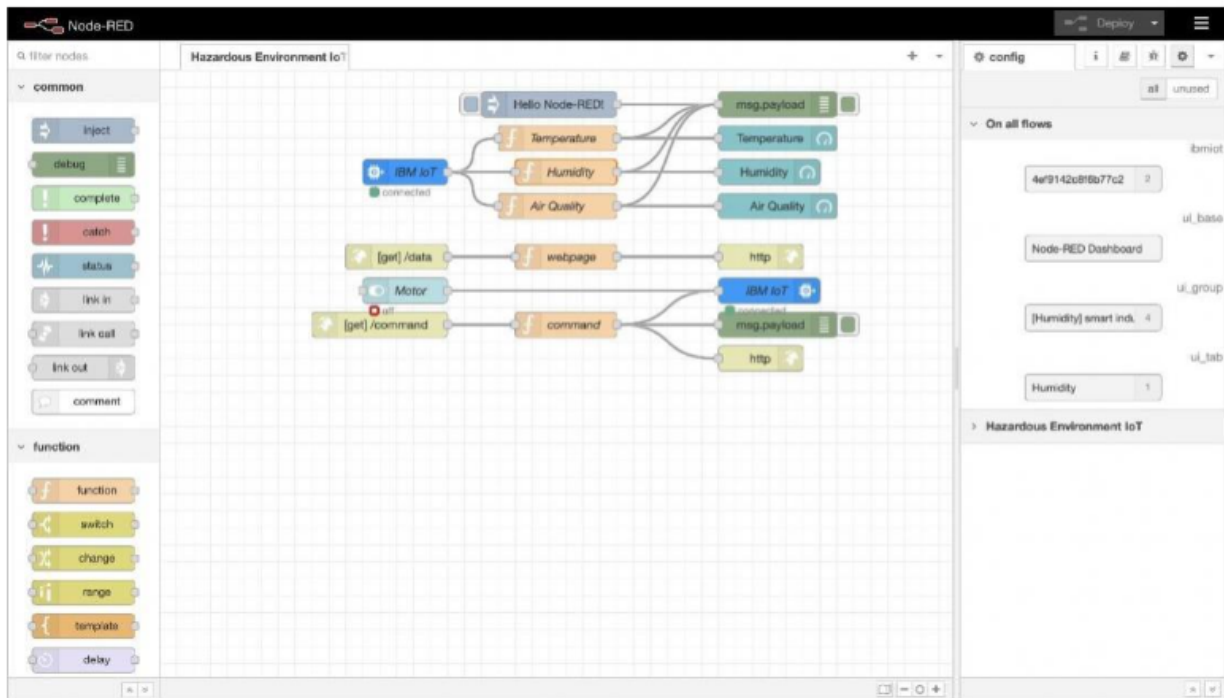 Node-RED
Deploy
filter nodes
Hazardous Environment IoT
config
i
all unused
common
inject
debug
complete
catch
status
link in
link call
link out
comment
function
function
switch
change
range
template
delay
Hello Node-RED!
msg.payload
Temperature
Temperature
IBM IoT
connected
Humidity
Humidity
Air Quality
Air Quality
[get] /data
webpage
http
Motor
off
IBM IoT
connected
[get] /command
command
msg.payload
http
On all flows
ibmiot
2
ui_base
Node-RED Dashboard
ui_group
[Humidity] smart indu 4
ui_tab
Humidity 1
Hazardous Environment IoT